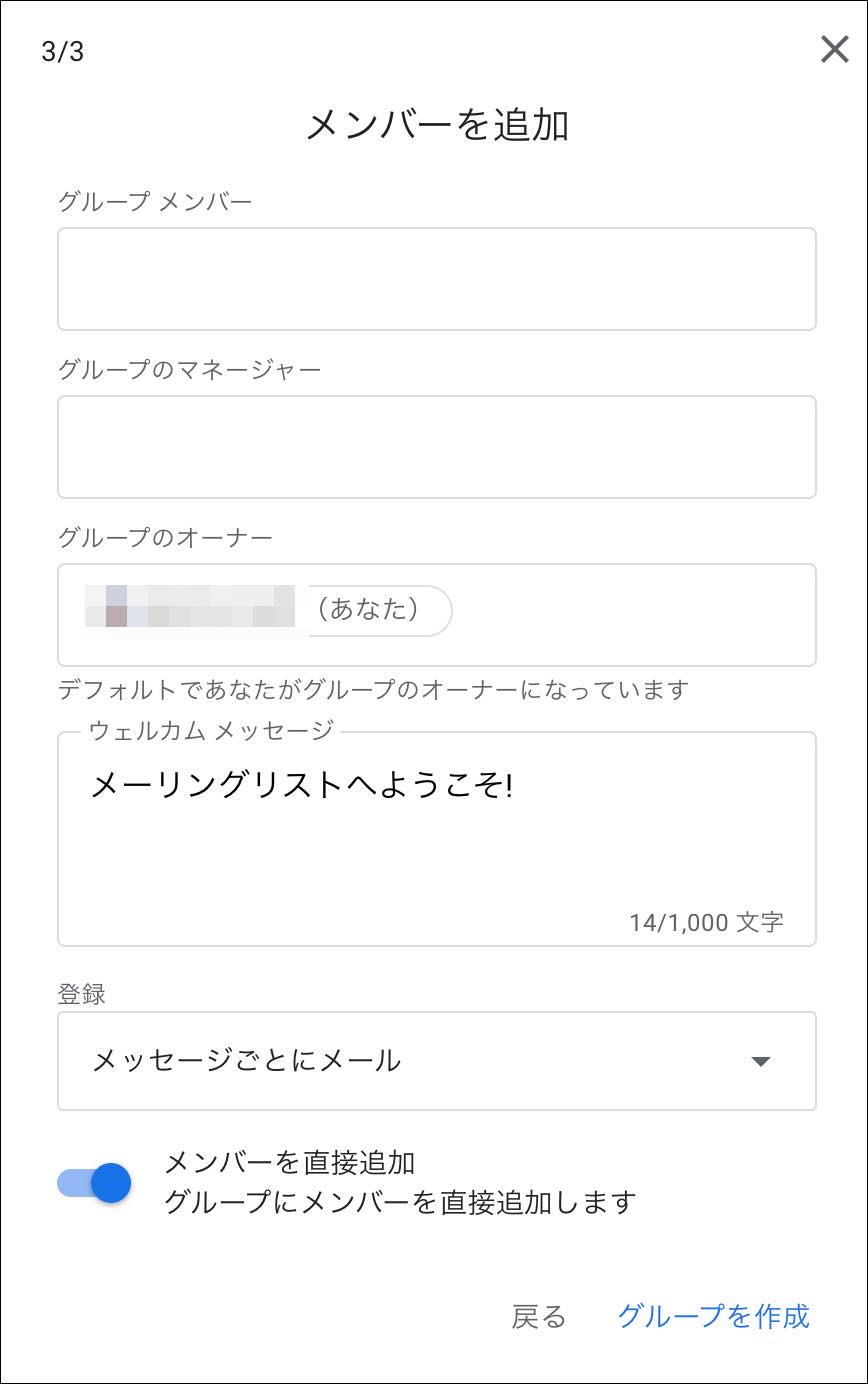 3/3
メンバーを追加
グループ メンバー
グループのマネージャー
グループのオーナー
（あなた）
デフォルトであなたがグループのオーナーになっています
ウェルカム メッセージ
メーリングリストへようこそ!
14/1,000 文字
登録
メッセージごとにメール
メンバーを直接追加
グループにメンバーを直接追加します
戻る グループを作成